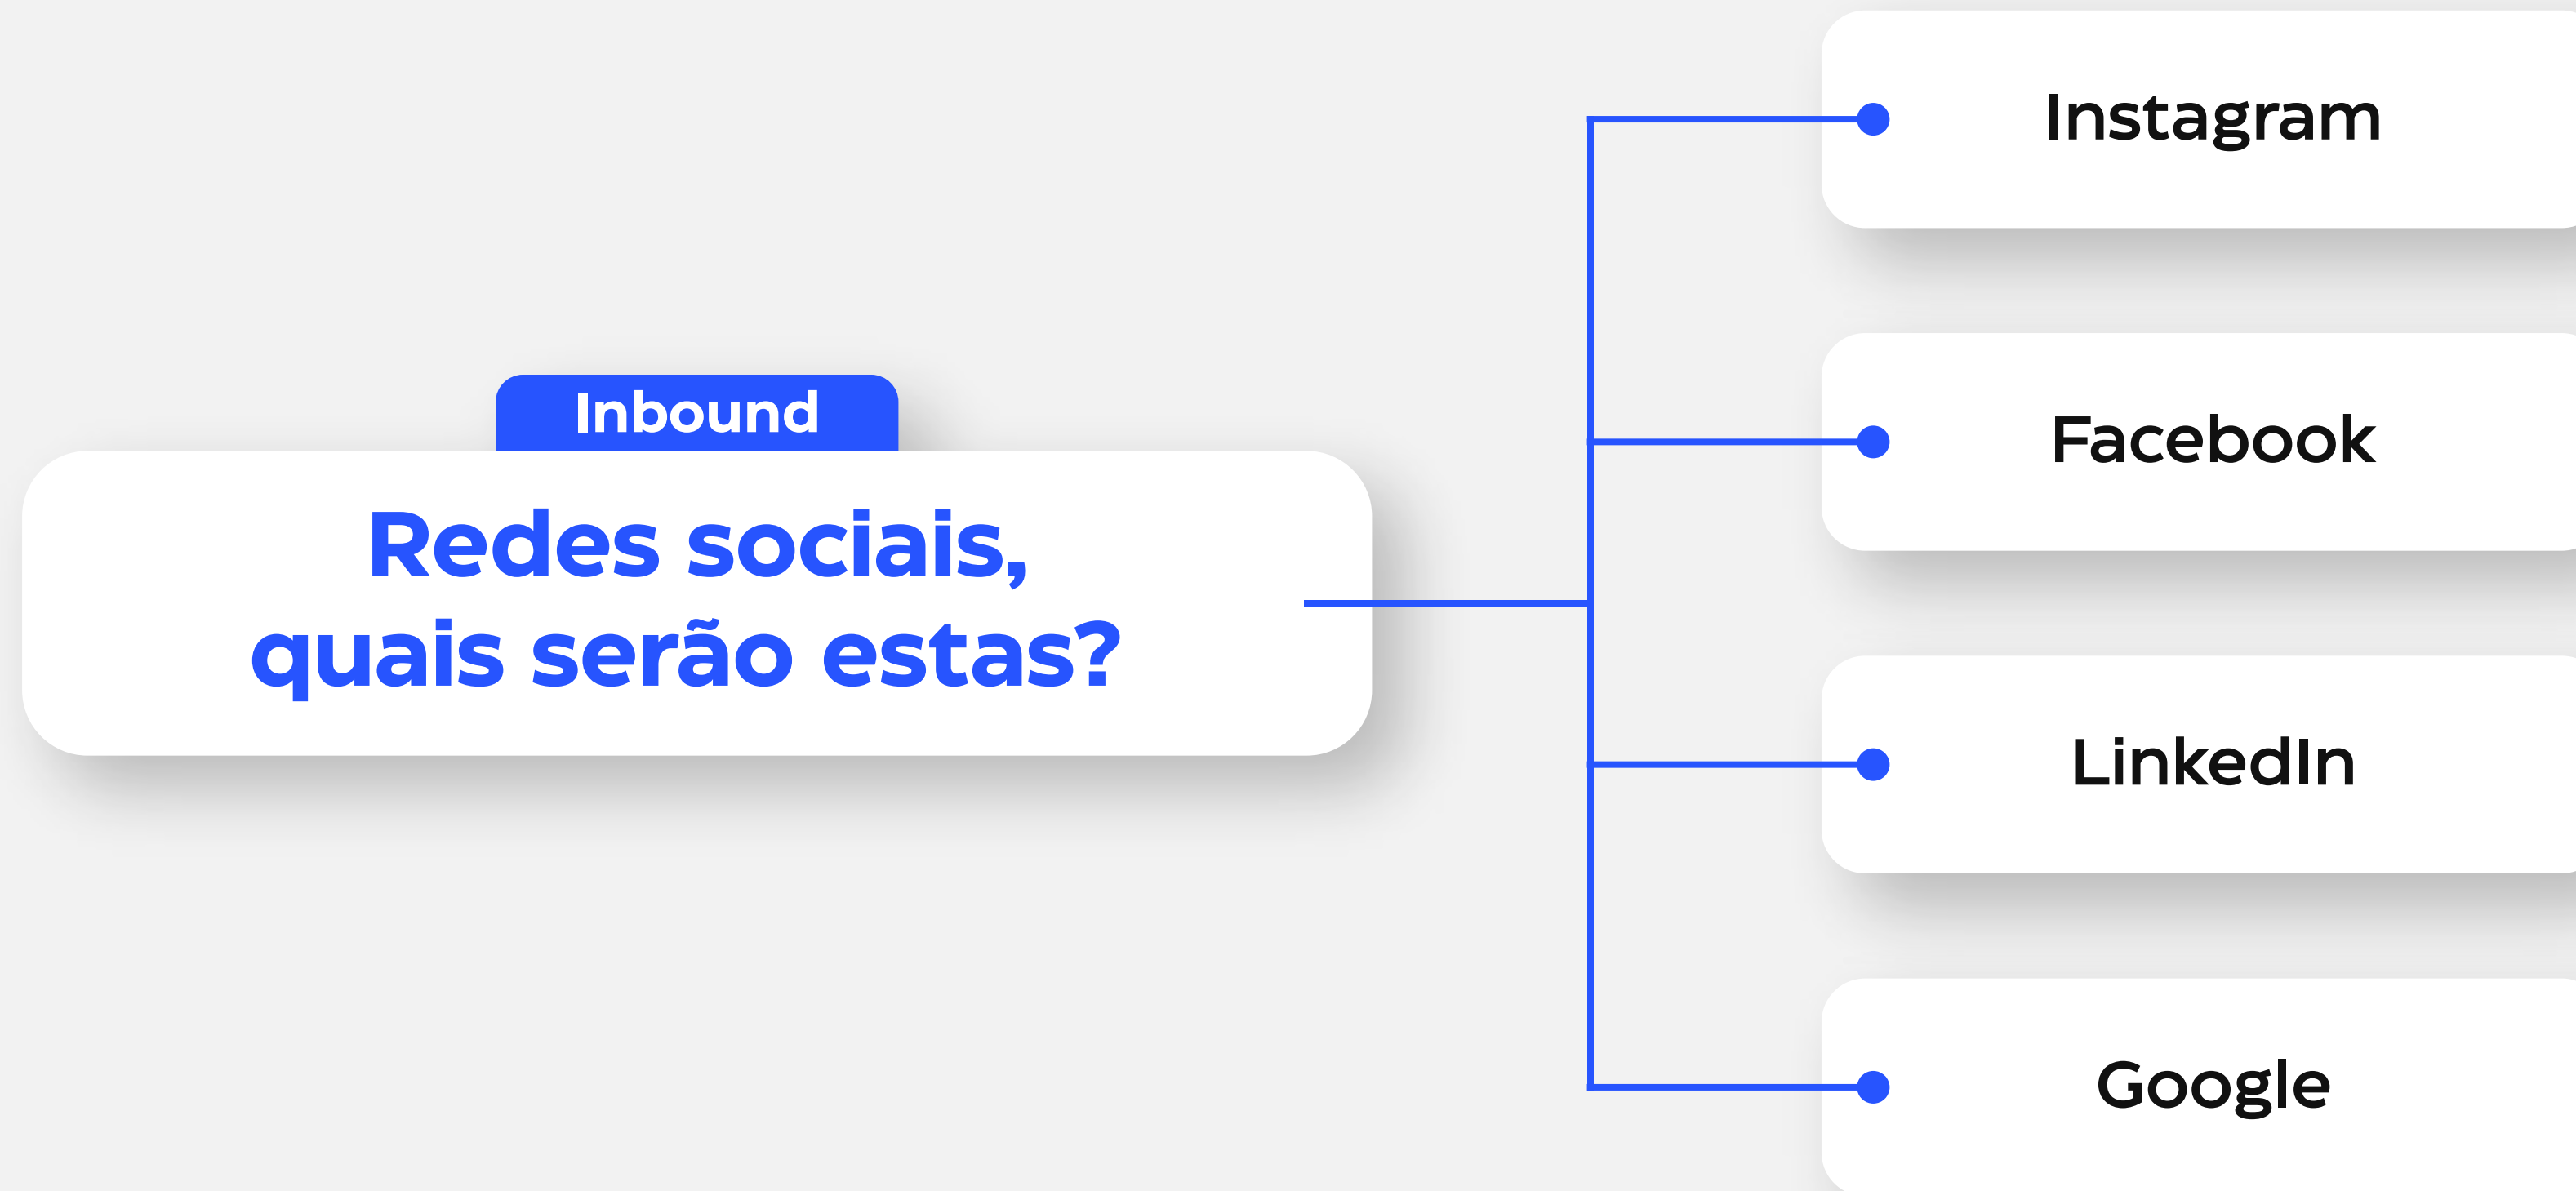 Inbound
Redes sociais,
quais serão estas?
Instagram
Facebook
LinkedIn
Google